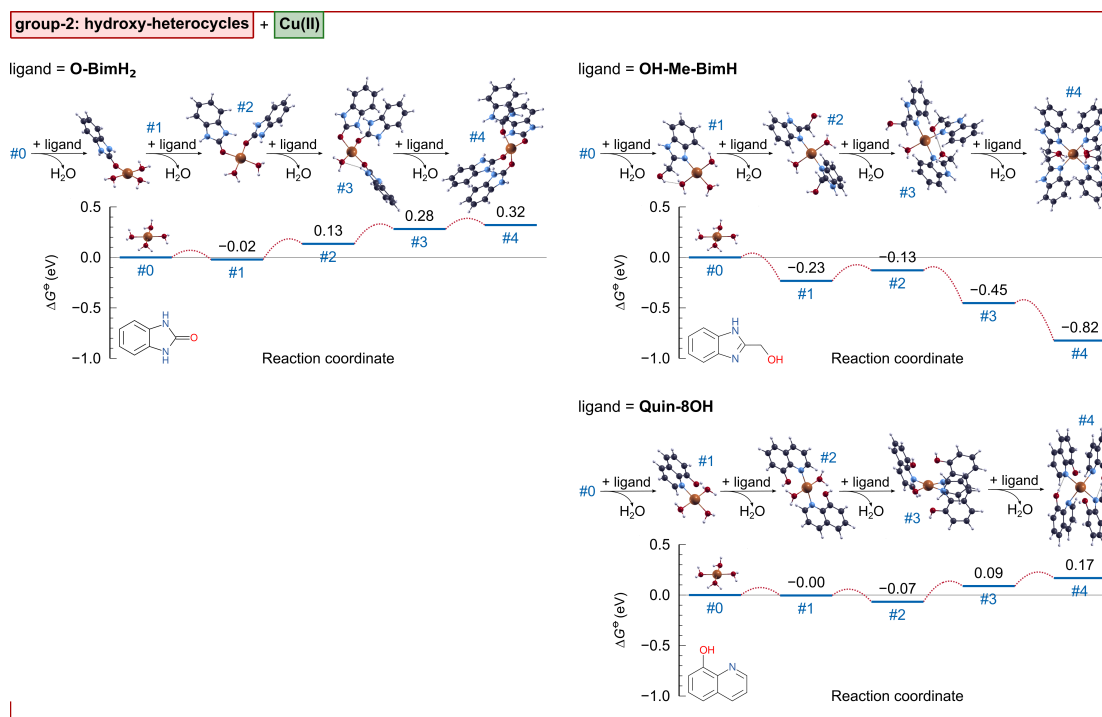 group-2: hydroxy-heterocycles + Cu(II)
ligand = O-BimH₂
#0
+ ligand
H₂O
#1
+ ligand
H₂O
#2
+ ligand
H₂O
#3
+ ligand
H₂O
#4
ΔG⊖ (eV)
0.5
0.0
−0.5
−1.0
#0
−0.02
#1
0.13
#2
0.28
#3
0.32
#4
H
N
O
N
H
Reaction coordinate
ligand = OH-Me-BimH
#0
+ ligand
H₂O
#1
+ ligand
H₂O
#2
+ ligand
H₂O
#3
+ ligand
H₂O
#4
ΔG⊖ (eV)
0.5
0.0
−0.5
−1.0
#0
−0.23
#1
−0.13
#2
−0.45
#3
−0.82
#4
H
N
N
OH
Reaction coordinate
ligand = Quin-8OH
#0
+ ligand
H₂O
#1
+ ligand
H₂O
#2
+ ligand
H₂O
#3
+ ligand
H₂O
#4
ΔG⊖ (eV)
0.5
0.0
−0.5
−1.0
#0
−0.00
#1
−0.07
#2
0.09
#3
0.17
#4
OH
N
Reaction coordinate